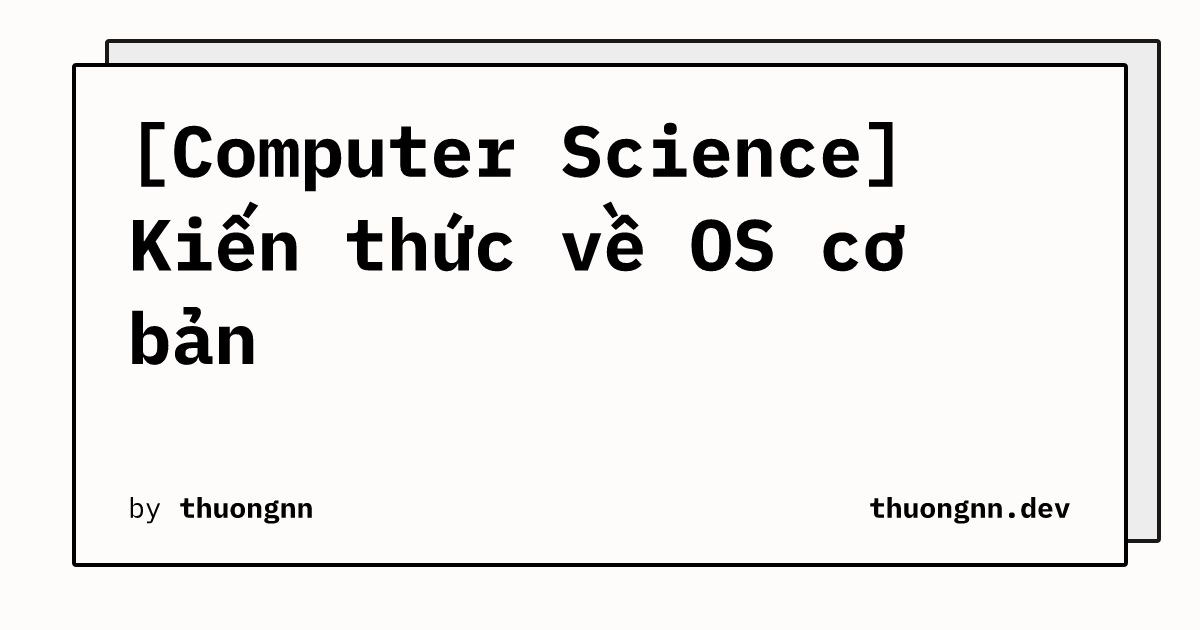 [Computer Science]
Kiến thức về OS cơ
bản
by thuongnn
thuongnn.dev